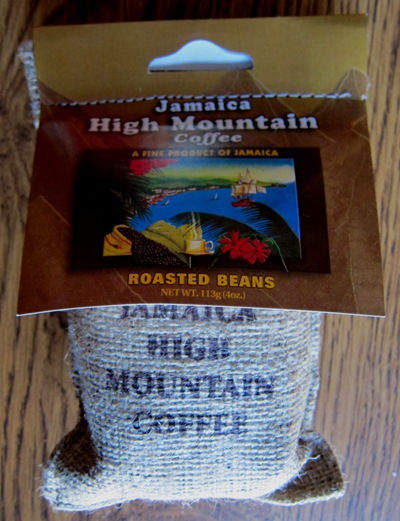 Jamaica
High Mountain
Coffee
A FINE PRODUCT OF JAMAICA
ROASTED BEANS
NET WT. 113g (4oz.)
JAMAICA
HIGH
MOUNTAIN
COFFEE